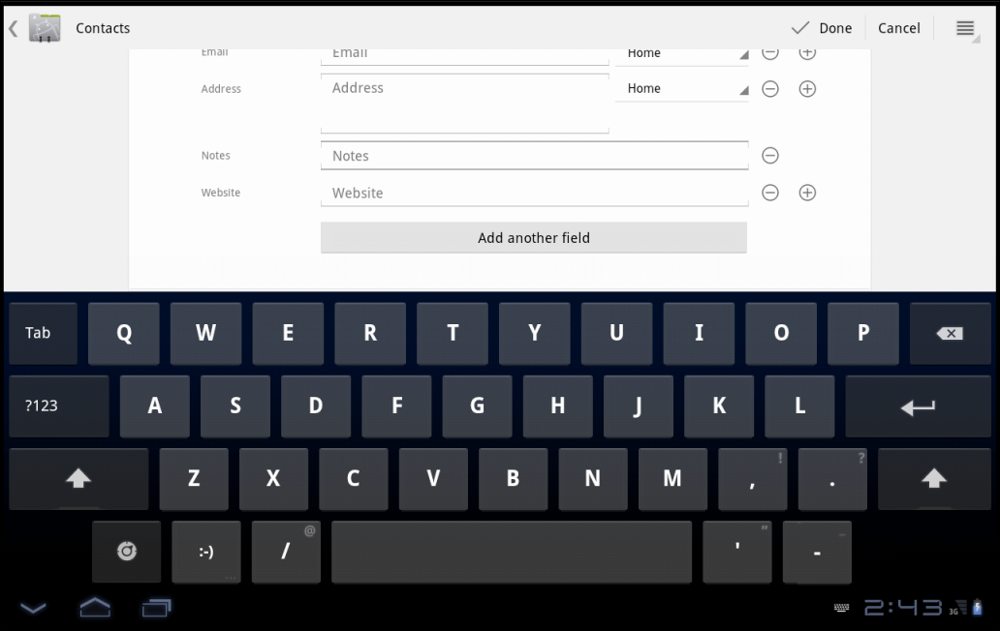 Contacts Done Cancel
Email Email Home
Address Address Home
Notes Notes
Website Website
Add another field
Tab Q W E R T Y U I O P
?123 A S D F G H J K L
Z X C V B N M , ! . ?
:-) ... / @ ' " - _
2:43 3G